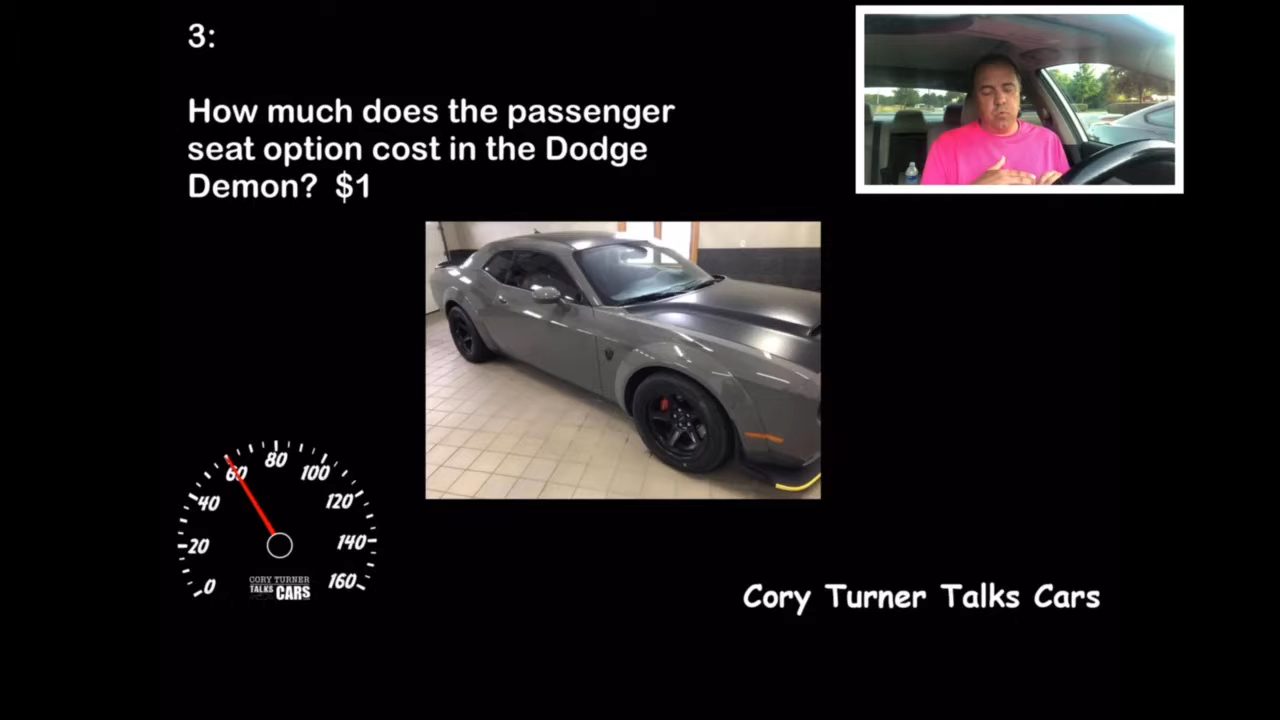 3:
How much does the passenger
seat option cost in the Dodge
Demon?  $1
80
60
100
40
120
20
140
0
160
CORY TURNER
TALKS CARS
Cory Turner Talks Cars